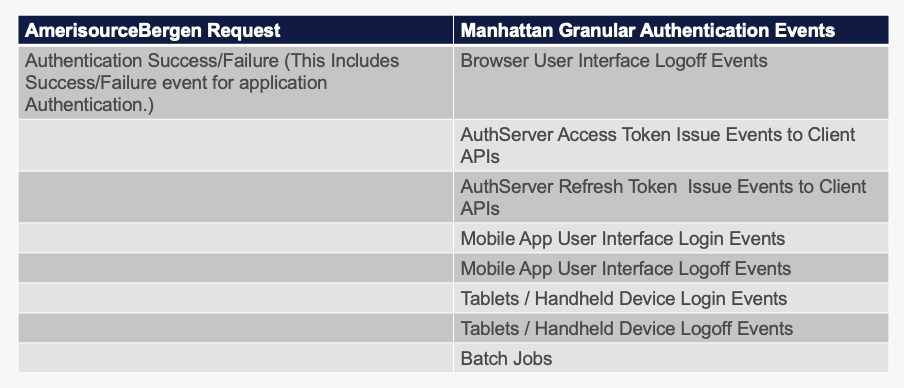 AmerisourceBergen Request
Manhattan Granular Authentication Events
Authentication Success/Failure (This Includes
Success/Failure event for application
Authentication.)
Browser User Interface Logoff Events
AuthServer Access Token Issue Events to Client
APIs
AuthServer Refresh Token  Issue Events to Client
APIs
Mobile App User Interface Login Events
Mobile App User Interface Logoff Events
Tablets / Handheld Device Login Events
Tablets / Handheld Device Logoff Events
Batch Jobs